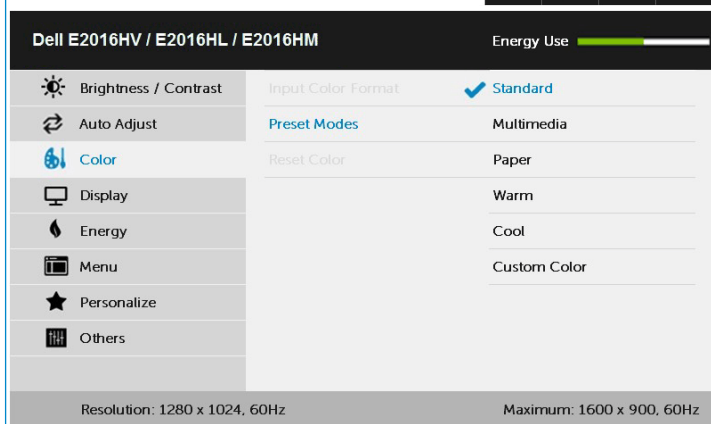 Dell E2016HV / E2016HL / E2016HM
Energy Use
Brightness / Contrast
Input Color Format
Standard
Auto Adjust
Preset Modes
Multimedia
Color
Reset Color
Paper
Display
Warm
Energy
Cool
Menu
Custom Color
Personalize
Others
Resolution: 1280 x 1024, 60Hz
Maximum: 1600 x 900, 60Hz